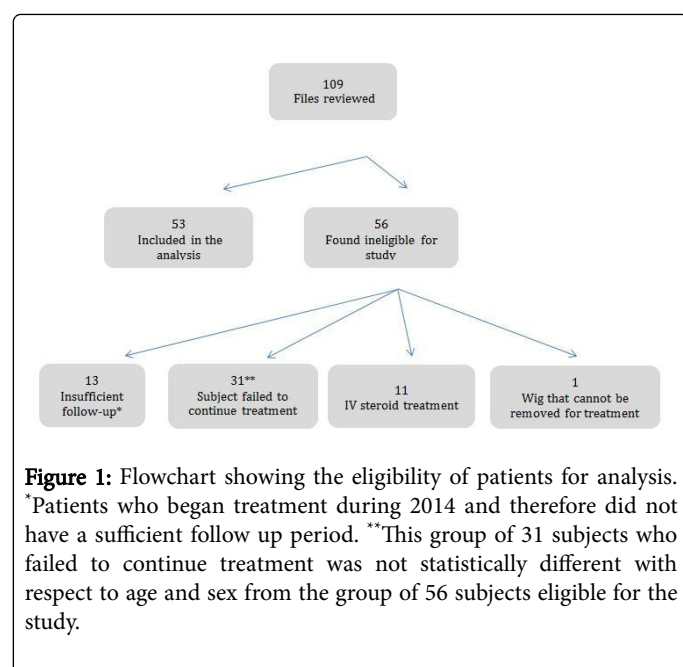 109
Files reviewed
53
Included in the
analysis
56
Found ineligible for
study
13
Insufficient
follow-up*
31**
Subject failed to
continue treatment
11
IV steroid treatment
1
Wig that cannot be
removed for treatment
Figure 1: Flowchart showing the eligibility of patients for analysis.
*Patients who began treatment during 2014 and therefore did not
have a sufficient follow up period. **This group of 31 subjects who
failed to continue treatment was not statistically different with
respect to age and sex from the group of 56 subjects eligible for the
study.